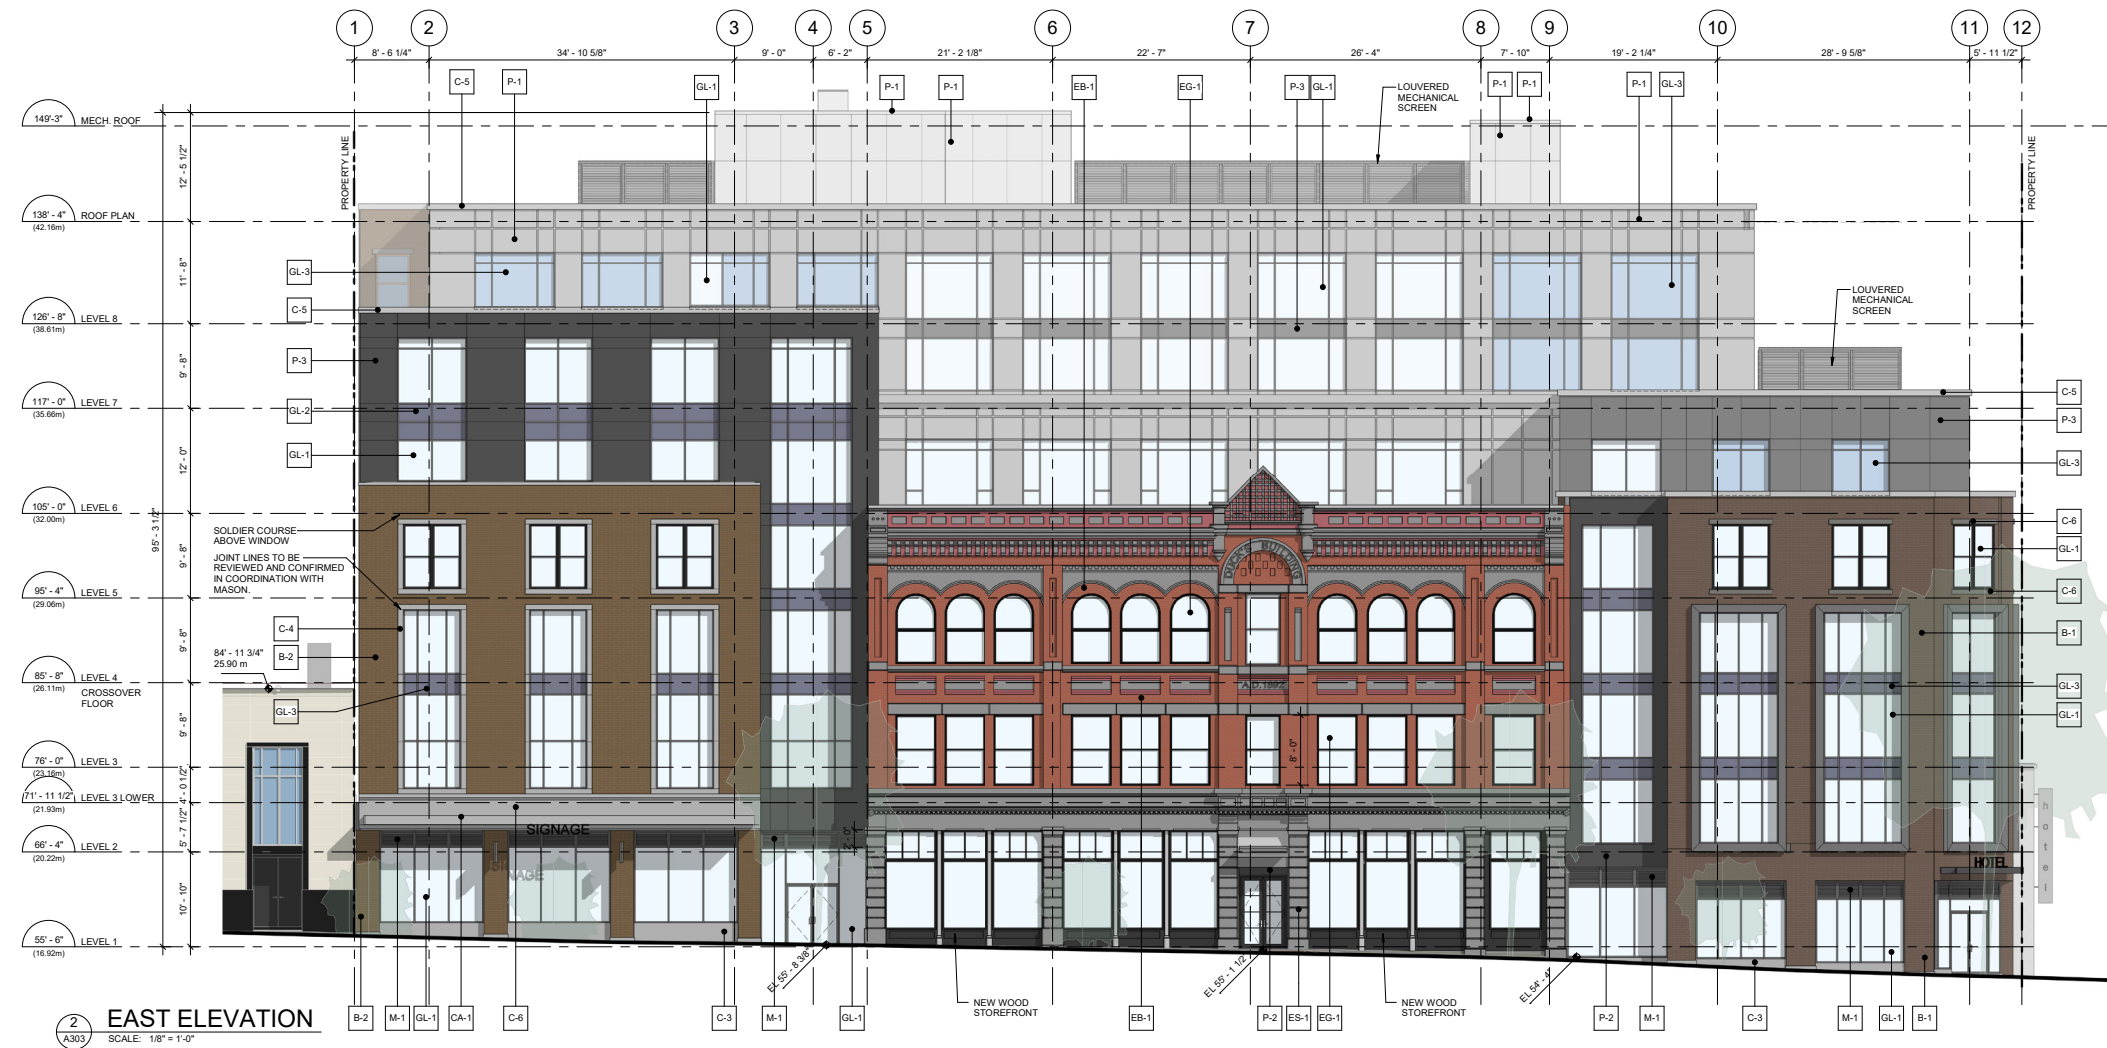 1 2 3 4 5 6 7 8 9 10 11 12
8' - 6 1/4" 34' - 10 5/8" 9' - 0" 6' - 2" 21' - 2 1/8" 22' - 7" 26' - 4" 7' - 10" 19' - 2 1/4" 28' - 9 5/8" 5' - 11 1/2"
C-5 P-1 GL-1 P-1 P-1 EB-1 EG-1 P-3 GL-1 P-1 P-1 P-1 GL-3
LOUVERED
MECHANICAL
SCREEN
149'-3" MECH. ROOF
PROPERTY LINE
PROPERTY LINE
12' - 5 1/2"
138' - 4" ROOF PLAN
(42.16m)
11' - 8"
GL-3
C-5
LOUVERED
MECHANICAL
SCREEN
126' - 8" LEVEL 8
(38.61m)
9' - 8"
P-3
C-5
117' - 0" LEVEL 7
(35.66m)
GL-2
P-3
12' - 0"
GL-1
GL-3
105' - 0" LEVEL 6
(32.00m)
95' - 3 1/2"
SOLDIER COURSE
ABOVE WINDOW
JOINT LINES TO BE
REVIEWED AND CONFIRMED
IN COORDINATION WITH
MASON.
9' - 8"
DUCK'S BUILDING
C-6
GL-1
C-6
95' - 4" LEVEL 5
(29.06m)
9' - 8"
C-4
B-2
B-1
84' - 11 3/4"
25.90 m
85' - 8" LEVEL 4
(26.11m) CROSSOVER
FLOOR
A.D.1892
GL-3
GL-3
GL-1
9' - 8"
8' - 0"
76' - 0" LEVEL 3
(23.16m)
4' - 0 1/2"
71' - 11 1/2" LEVEL 3 LOWER
(21.93m)
5' - 7 1/2"
SIGNAGE
hotel
66' - 4" LEVEL 2
(20.22m)
2' - 0"
SIGNAGE
HOTEL
10' - 10"
55' - 6" LEVEL 1
(16.92m)
EL 55' - 8 3/8"
EL 55' - 1 1/2"
EL 54' - 4"
NEW WOOD
STOREFRONT
NEW WOOD
STOREFRONT
B-2 M-1 GL-1 CA-1 C-6 C-3 M-1 GL-1 EB-1 P-2 ES-1 EG-1 P-2 M-1 C-3 M-1 GL-1 B-1
2
A303
EAST ELEVATION
SCALE: 1/8" = 1'-0"